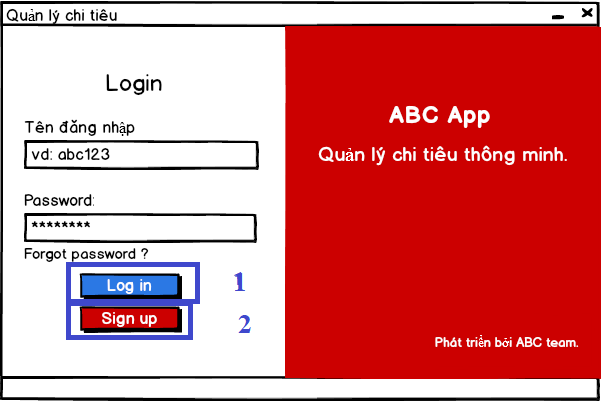 Quản lý chi tiêu
Login
Tên đăng nhập
vd: abc123
Password:
********
Forgot password ?
Log in
1
Sign up
2
ABC App
Quản lý chi tiêu thông minh.
Phát triển bởi ABC team.